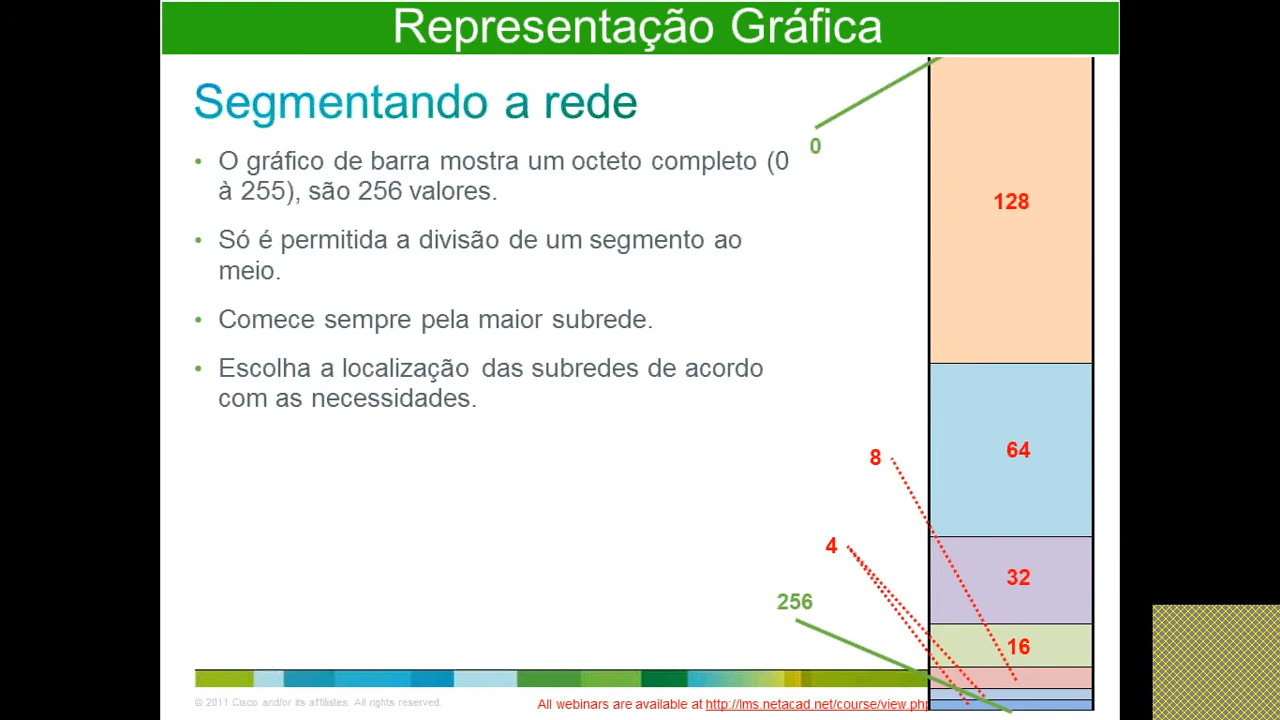 Representação Gráfica
Segmentando a rede
• O gráfico de barra mostra um octeto completo (0
à 255), são 256 valores.
• Só é permitida a divisão de um segmento ao
meio.
• Comece sempre pela maior subrede.
• Escolha a localização das subredes de acordo
com as necessidades.
0
128
64
8
4
32
256
16
© 2011 Cisco and/or its affiliates. All rights reserved.
All webinars are available at http://lms.netacad.net/course/view.php